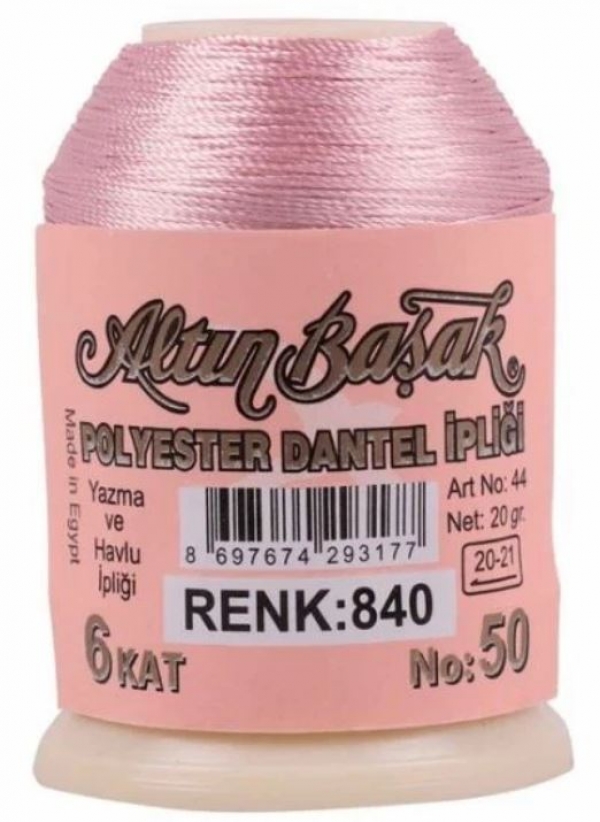 Altın Başak®
POLYESTER DANTEL İPLİĞİ
Made in Egypt
Yazma
ve
Havlu
İpliği
8 697674 293177
Art No: 44
Net: 20 gr.
20-21
RENK:840
6 KAT
No: 50